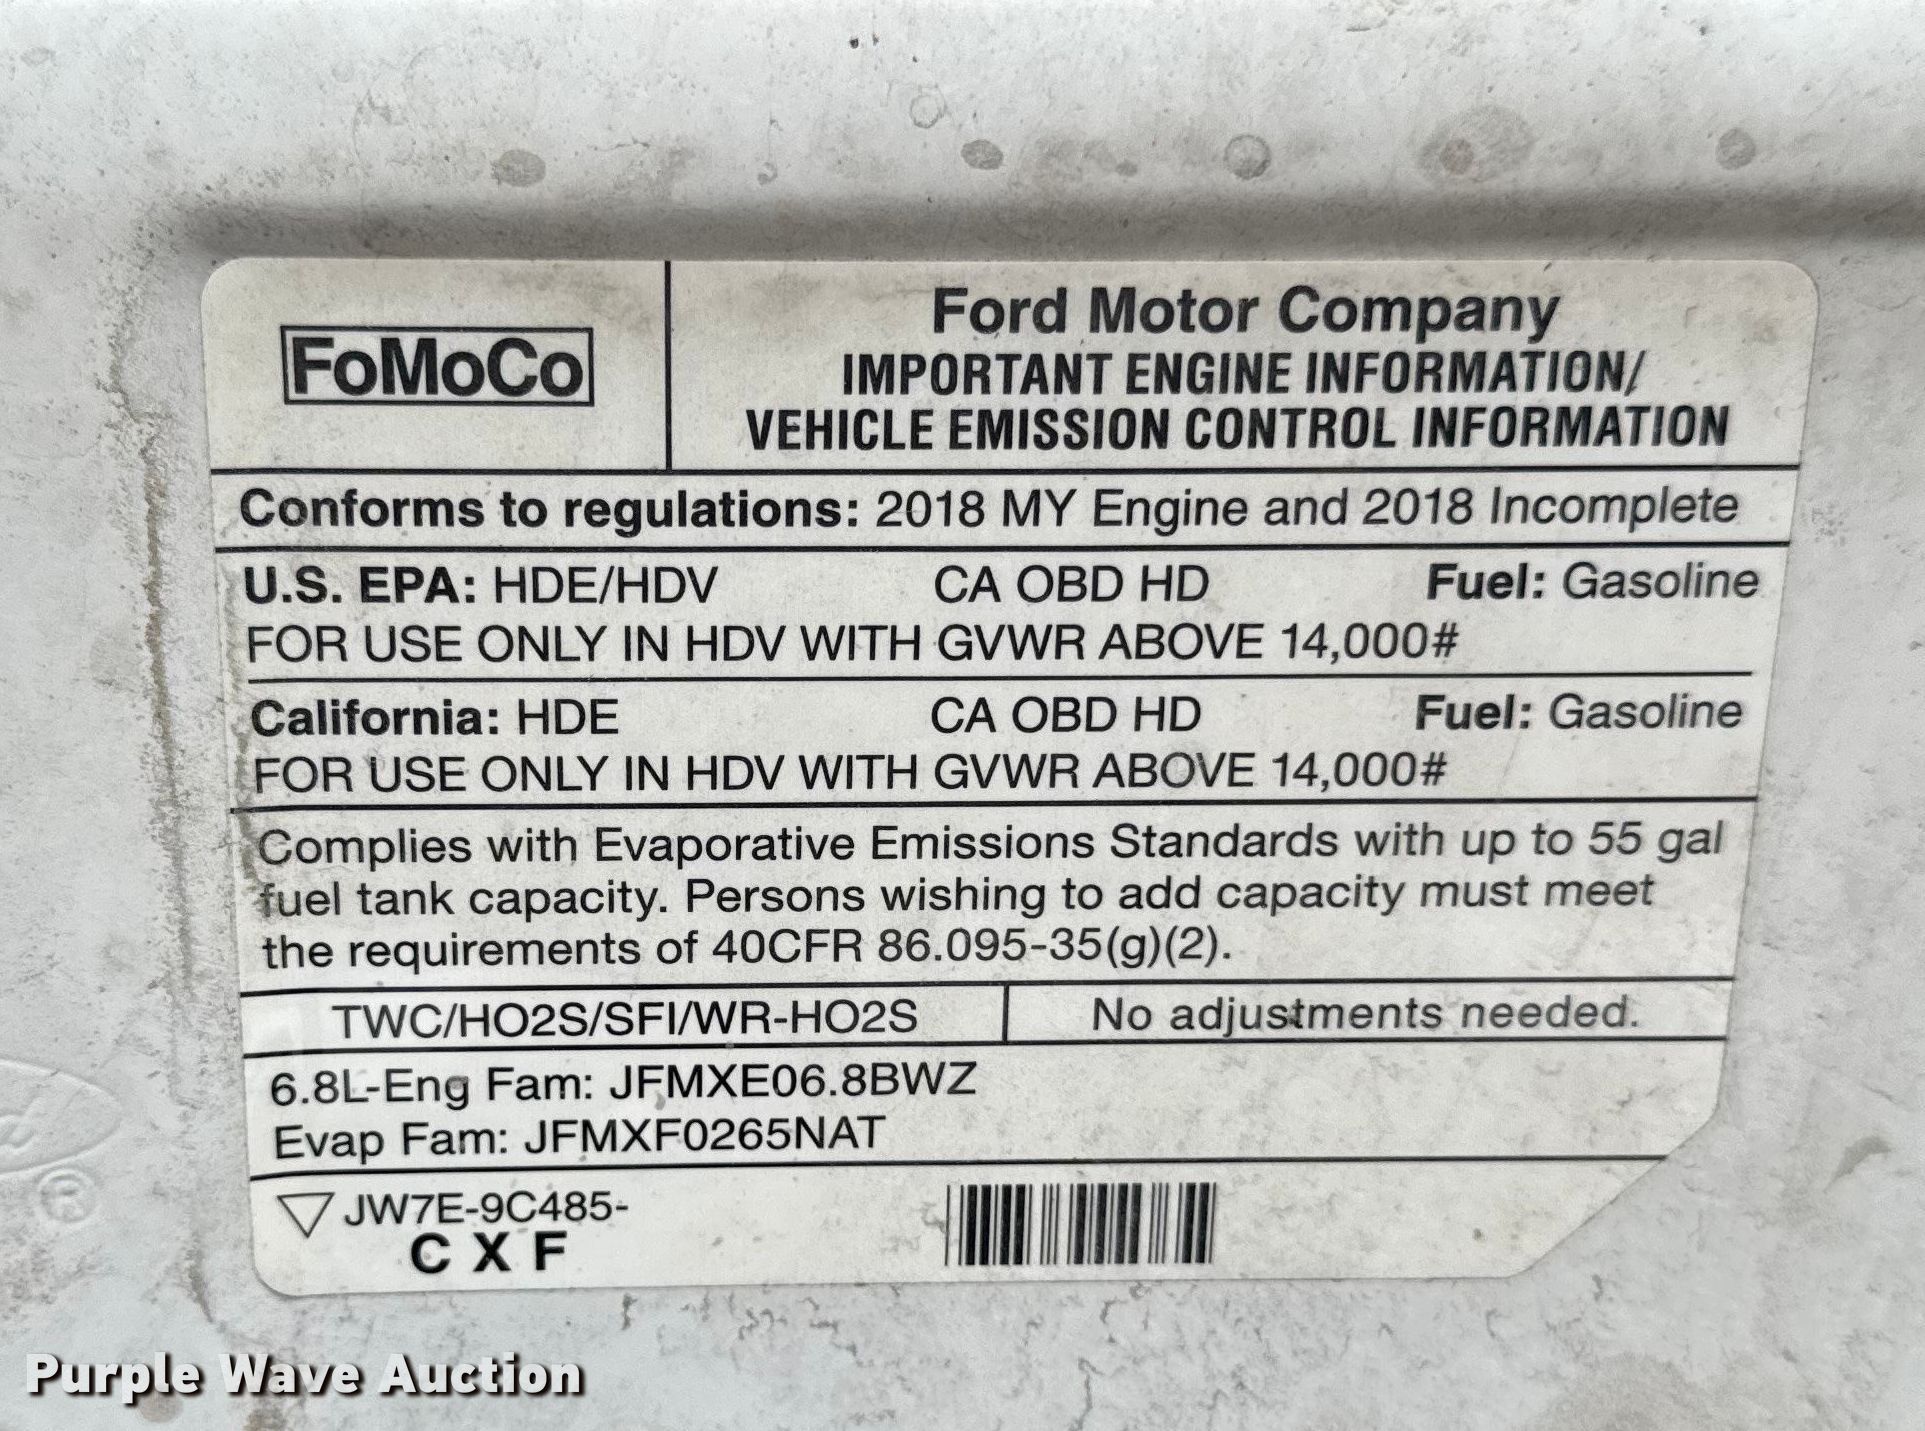 FoMoCo
Ford Motor Company
IMPORTANT ENGINE INFORMATION/
VEHICLE EMISSION CONTROL INFORMATION
Conforms to regulations: 2018 MY Engine and 2018 Incomplete
U.S. EPA: HDE/HDV CA OBD HD Fuel: Gasoline
FOR USE ONLY IN HDV WITH GVWR ABOVE 14,000#
California: HDE CA OBD HD Fuel: Gasoline
FOR USE ONLY IN HDV WITH GVWR ABOVE 14,000#
Complies with Evaporative Emissions Standards with up to 55 gal
fuel tank capacity. Persons wishing to add capacity must meet
the requirements of 40CFR 86.095-35(g)(2).
TWC/HO2S/SFI/WR-HO2S No adjustments needed.
6.8L-Eng Fam: JFMXE06.8BWZ
Evap Fam: JFMXF0265NAT
JW7E-9C485-
C X F
®
Purple Wave Auction